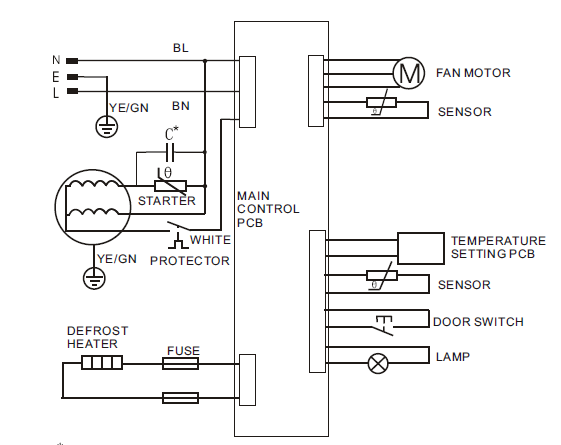 N
BL
E
L
YE/GN
BN
C*
θ
STARTER
WHITE
PROTECTOR
YE/GN
MAIN
CONTROL
PCB
DEFROST
HEATER
FUSE
M
FAN MOTOR
θ
SENSOR
TEMPERATURE
SETTING PCB
θ
SENSOR
DOOR SWITCH
LAMP
*